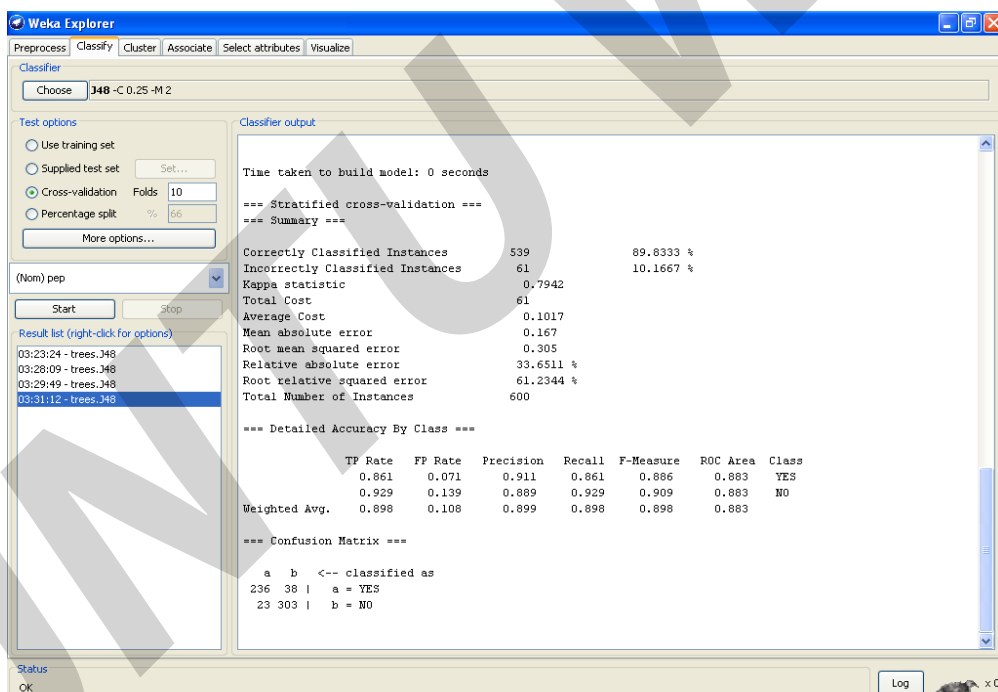 Weka Explorer
Preprocess Classify Cluster Associate Select attributes Visualize
Classifier
Choose J48 -C 0.25 -M 2
Test options
Use training set
Supplied test set Set...
Cross-validation Folds 10
Percentage split % 66
More options...
(Nom) pep
Start Stop
Result list (right-click for options)
03:23:24 - trees.J48
03:28:09 - trees.J48
03:29:49 - trees.J48
03:31:12 - trees.J48
Classifier output
Time taken to build model: 0 seconds
=== Stratified cross-validation ===
=== Summary ===
Correctly Classified Instances 539 89.8333 %
Incorrectly Classified Instances 61 10.1667 %
Kappa statistic 0.7942
Total Cost 61
Average Cost 0.1017
Mean absolute error 0.167
Root mean squared error 0.305
Relative absolute error 33.6511 %
Root relative squared error 61.2344 %
Total Number of Instances 600
=== Detailed Accuracy By Class ===
TP Rate FP Rate Precision Recall F-Measure ROC Area Class
0.861 0.071 0.911 0.861 0.886 0.883 YES
0.929 0.139 0.889 0.929 0.909 0.883 NO
Weighted Avg. 0.898 0.108 0.899 0.898 0.898 0.883
=== Confusion Matrix ===
a b <-- classified as
236 38 | a = YES
23 303 | b = NO
Status
OK
Log
x 0